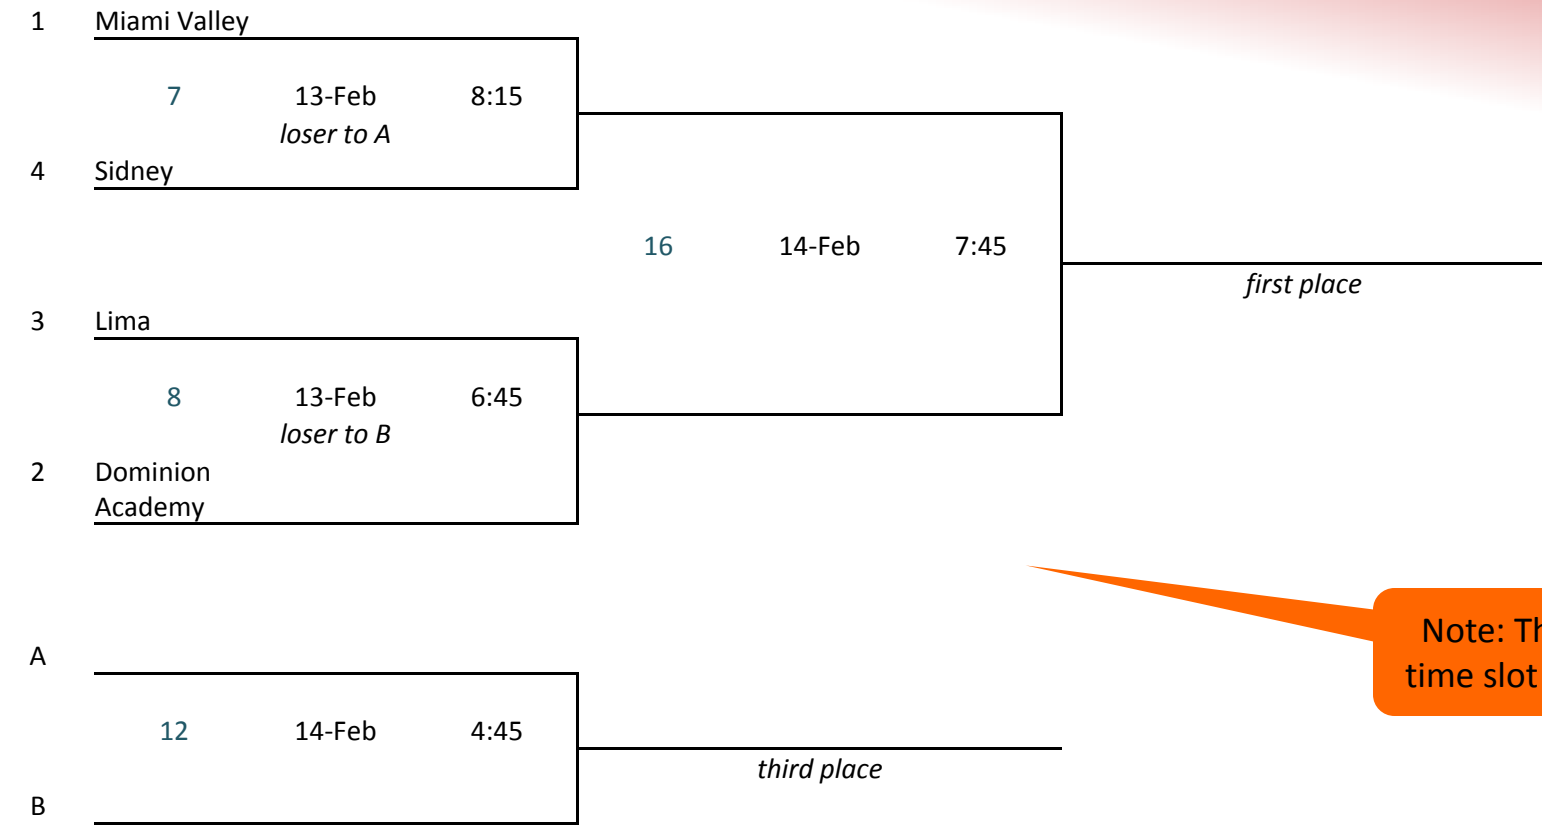 1 Miami Valley
7 13-Feb 8:15
loser to A
4 Sidney
16 14-Feb 7:45
first place
3 Lima
8 13-Feb 6:45
loser to B
2 Dominion
Academy
Note:
time slot
A
12 14-Feb 4:45
third place
B